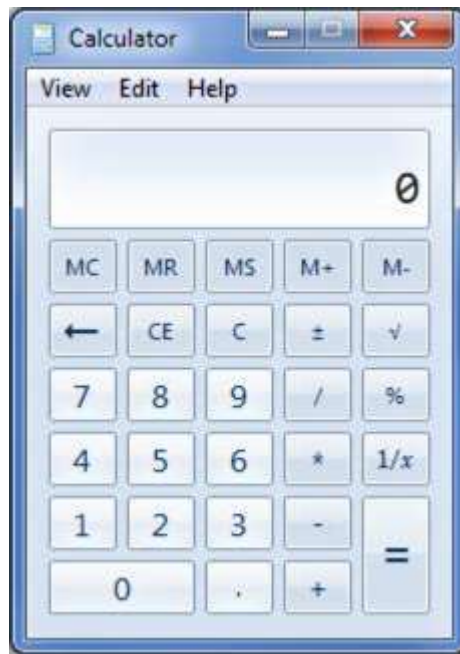 Calculator
View Edit Help
0
MC MR MS M+ M-
← CE C ± √
7 8 9 / %
4 5 6 * 1/x
1 2 3 - =
0 . +